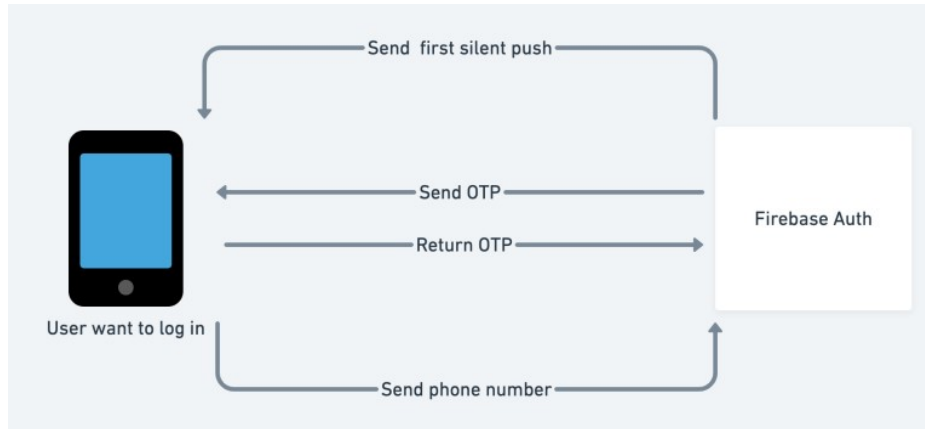 Send first silent push
Send OTP
Firebase Auth
Return OTP
User want to log in
Send phone number